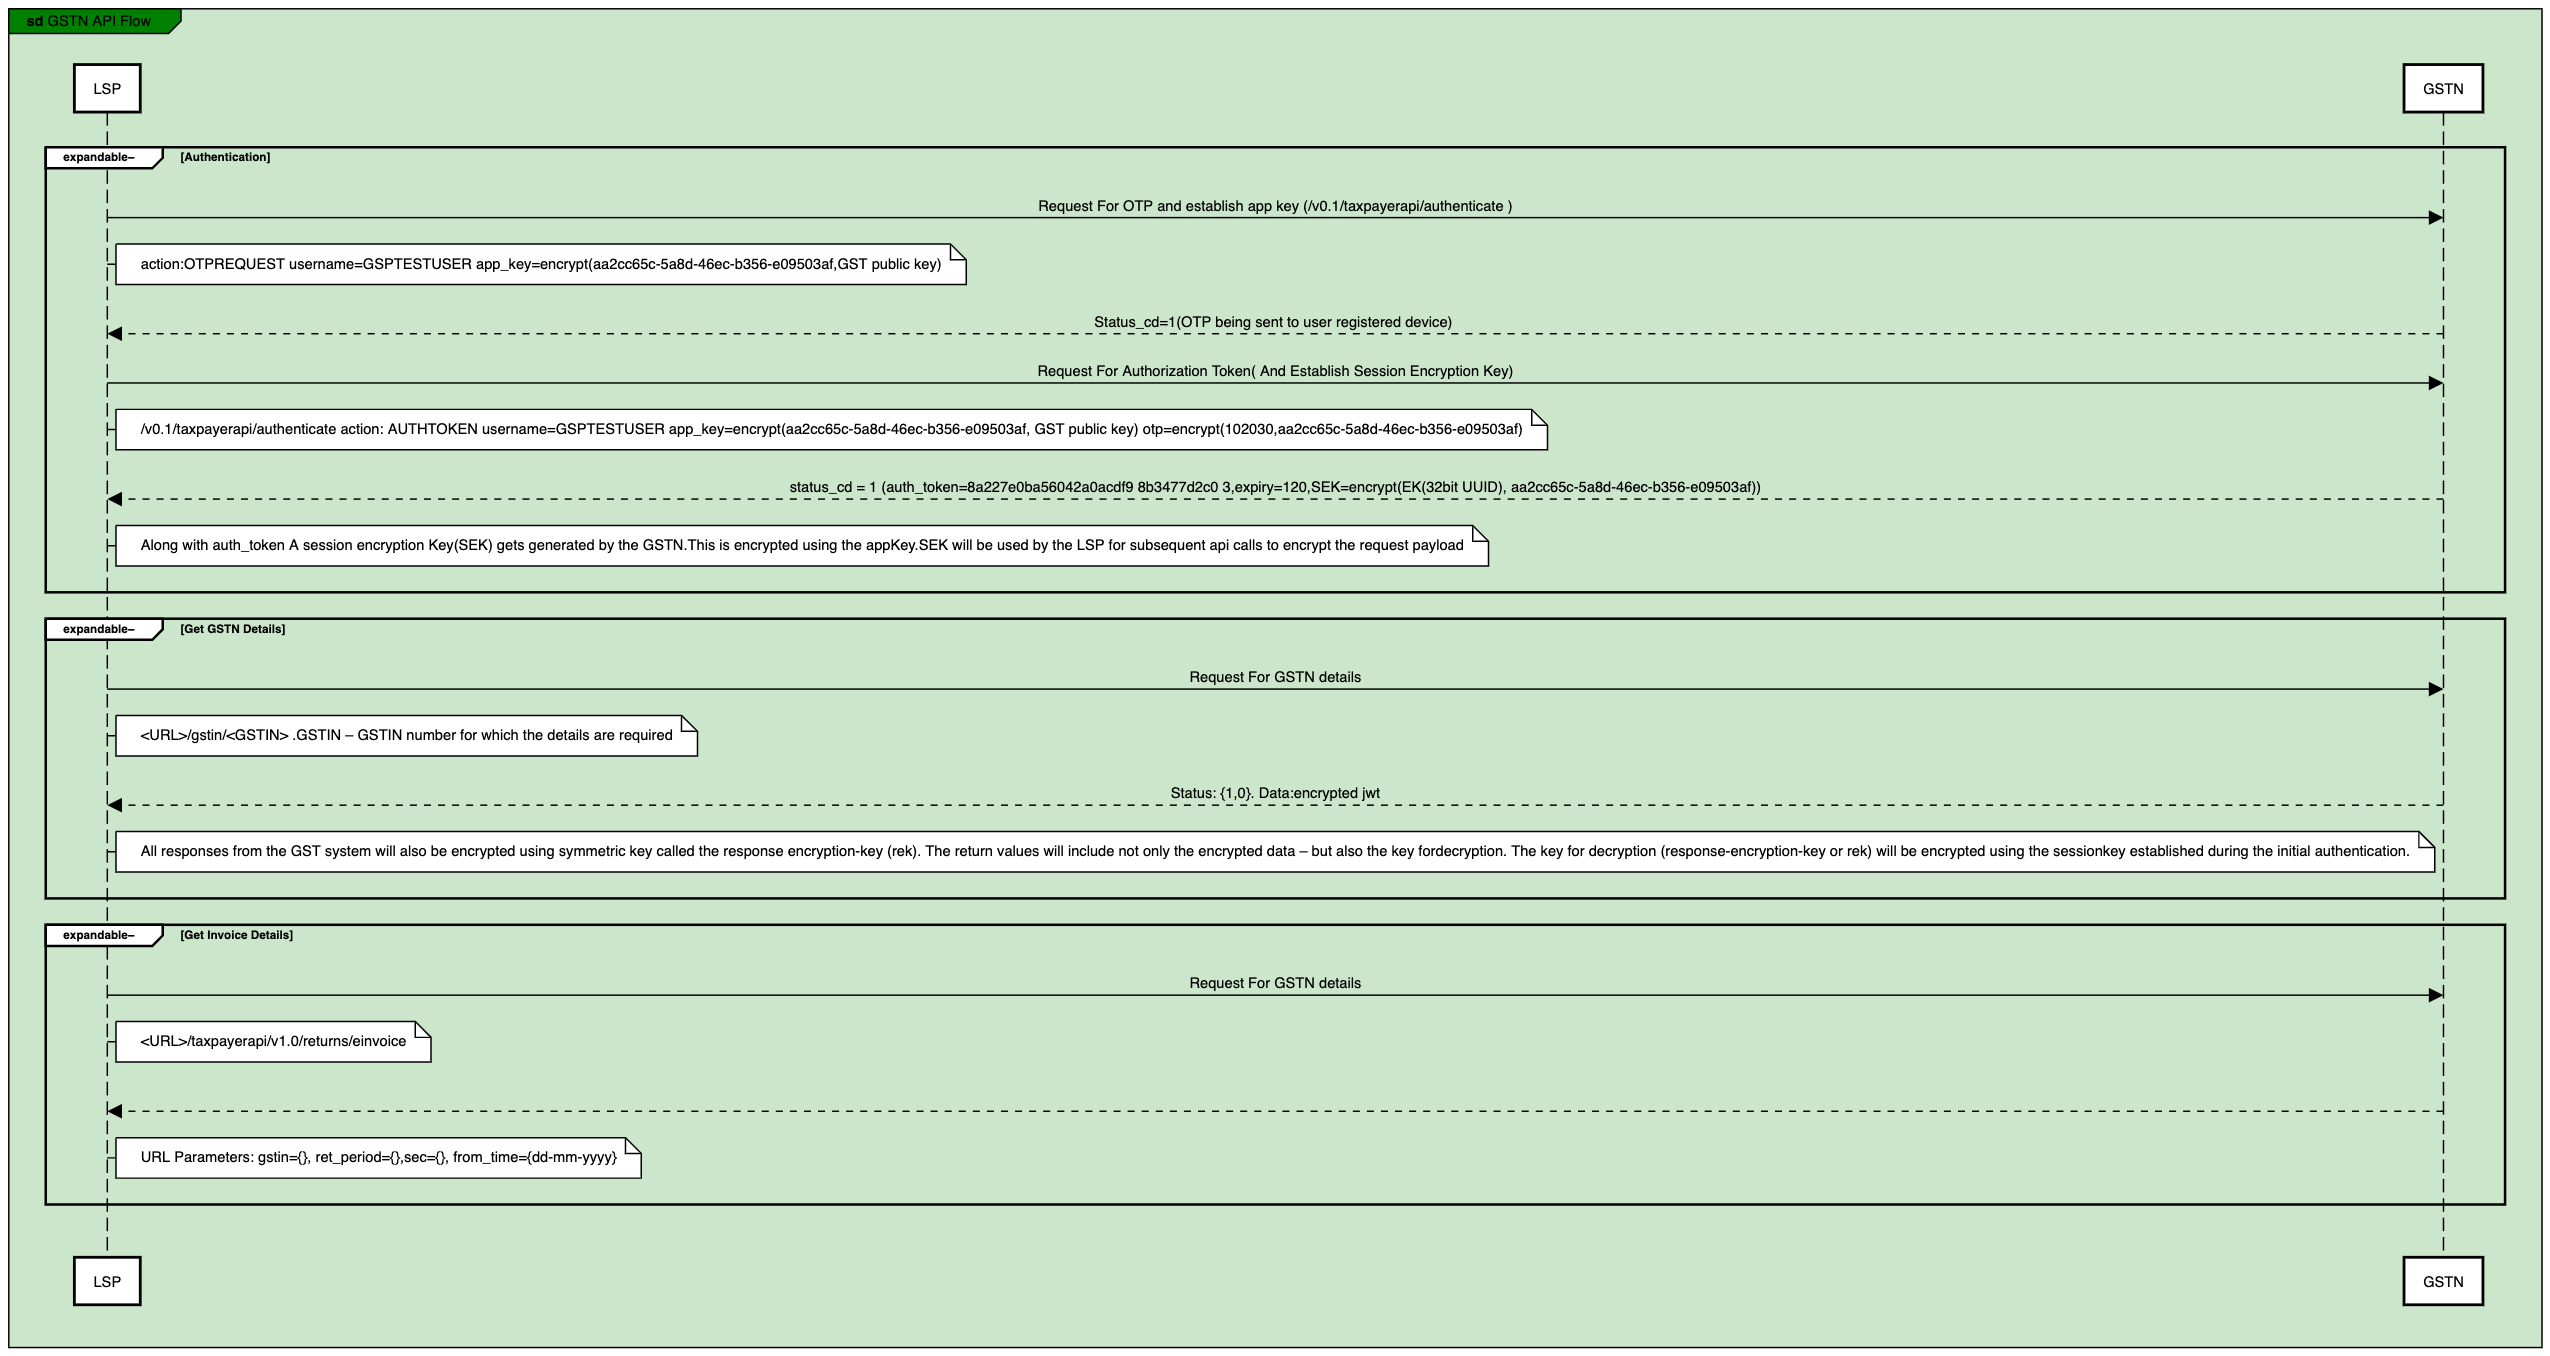 sd GSTN API Flow
LSP
GSTN
expandable– [Authentication]
Request For OTP and establish app key (/v0.1/taxpayerapi/authenticate )
action:OTPREQUEST username=GSPTESTUSER app_key=encrypt(aa2cc65c-5a8d-46ec-b356-e09503af,GST public key)
Status_cd=1(OTP being sent to user registered device)
Request For Authorization Token( And Establish Session Encryption Key)
/v0.1/taxpayerapi/authenticate action: AUTHTOKEN username=GSPTESTUSER app_key=encrypt(aa2cc65c-5a8d-46ec-b356-e09503af, GST public key) otp=encrypt(102030,aa2cc65c-5a8d-46ec-b356-e09503af)
status_cd = 1 (auth_token=8a227e0ba56042a0acdf9 8b3477d2c0 3,expiry=120,SEK=encrypt(EK(32bit UUID), aa2cc65c-5a8d-46ec-b356-e09503af))
Along with auth_token A session encryption Key(SEK) gets generated by the GSTN.This is encrypted using the appKey.SEK will be used by the LSP for subsequent api calls to encrypt the request payload
expandable– [Get GSTN Details]
Request For GSTN details
<URL>/gstin/<GSTIN> .GSTIN – GSTIN number for which the details are required
Status: {1,0}. Data:encrypted jwt
All responses from the GST system will also be encrypted using symmetric key called the response encryption-key (rek). The return values will include not only the encrypted data – but also the key fordecryption. The key for decryption (response-encryption-key or rek) will be encrypted using the sessionkey established during the initial authentication.
expandable– [Get Invoice Details]
Request For GSTN details
<URL>/taxpayerapi/v1.0/returns/einvoice
URL Parameters: gstin={}, ret_period={},sec={}, from_time={dd-mm-yyyy}
LSP
GSTN